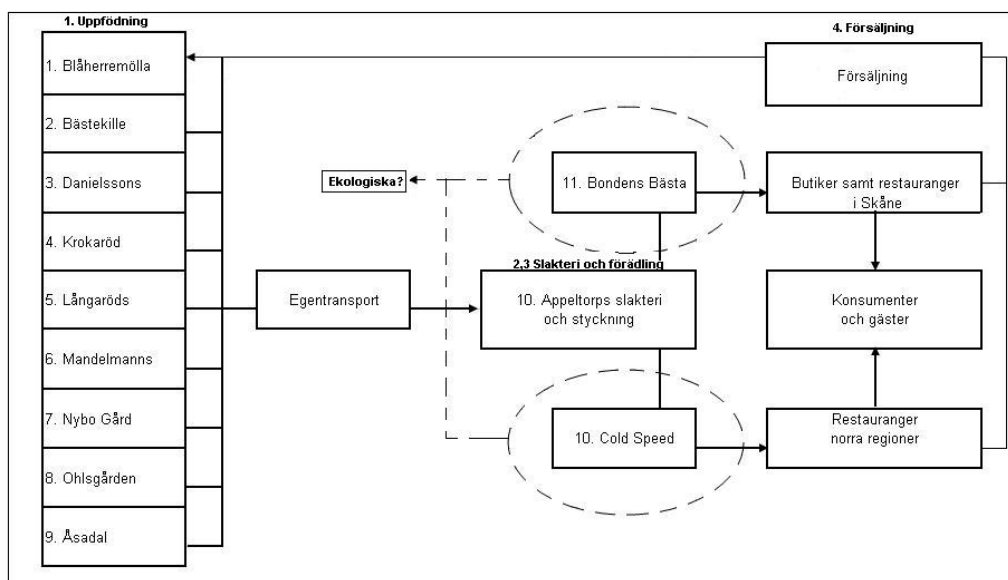 1. Uppfödning
1. Blåherremölla
2. Bästekille
3. Danielssons
4. Krokaröd
5. Långaröds
6. Mandelmanns
7. Nybo Gård
8. Ohlsgården
9. Åsadal
Egentransport
Ekologiska?
11. Bondens Bästa
2,3 Slakteri och förädling
10. Appeltorps slakteri
och styckning
10. Cold Speed
4. Försäljning
Försäljning
Butiker samt restauranger
i Skåne
Konsumenter
och gäster
Restauranger
norra regioner